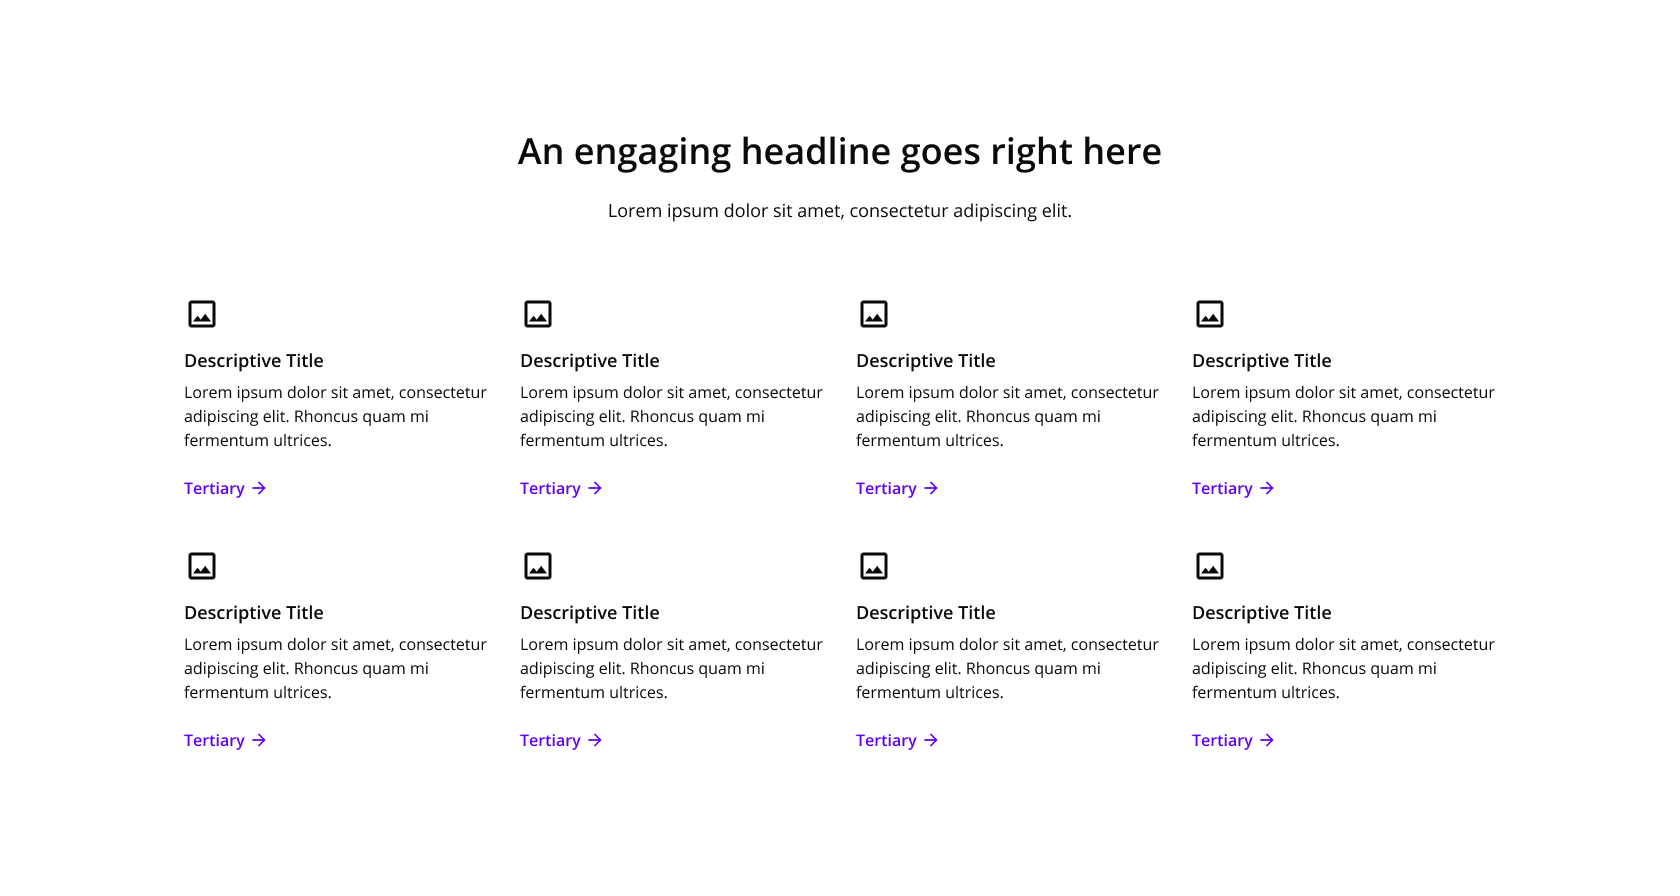 An engaging headline goes right here
Lorem ipsum dolor sit amet, consectetur adipiscing elit.
Descriptive Title
Lorem ipsum dolor sit amet, consectetur
adipiscing elit. Rhoncus quam mi
fermentum ultrices.
Tertiary →
Descriptive Title
Lorem ipsum dolor sit amet, consectetur
adipiscing elit. Rhoncus quam mi
fermentum ultrices.
Tertiary →
Descriptive Title
Lorem ipsum dolor sit amet, consectetur
adipiscing elit. Rhoncus quam mi
fermentum ultrices.
Tertiary →
Descriptive Title
Lorem ipsum dolor sit amet, consectetur
adipiscing elit. Rhoncus quam mi
fermentum ultrices.
Tertiary →
Descriptive Title
Lorem ipsum dolor sit amet, consectetur
adipiscing elit. Rhoncus quam mi
fermentum ultrices.
Tertiary →
Descriptive Title
Lorem ipsum dolor sit amet, consectetur
adipiscing elit. Rhoncus quam mi
fermentum ultrices.
Tertiary →
Descriptive Title
Lorem ipsum dolor sit amet, consectetur
adipiscing elit. Rhoncus quam mi
fermentum ultrices.
Tertiary →
Descriptive Title
Lorem ipsum dolor sit amet, consectetur
adipiscing elit. Rhoncus quam mi
fermentum ultrices.
Tertiary →